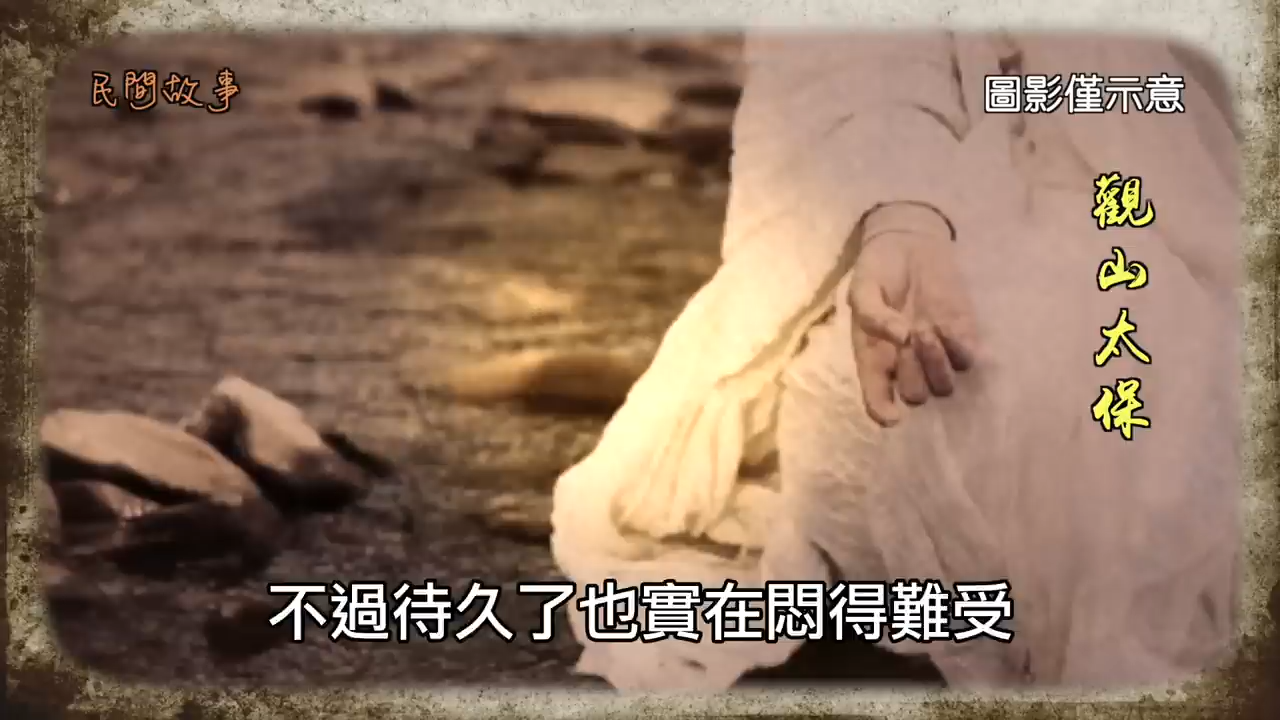 民間故事
圖影僅示意
觀山太保
不過待久了也實在悶得難受